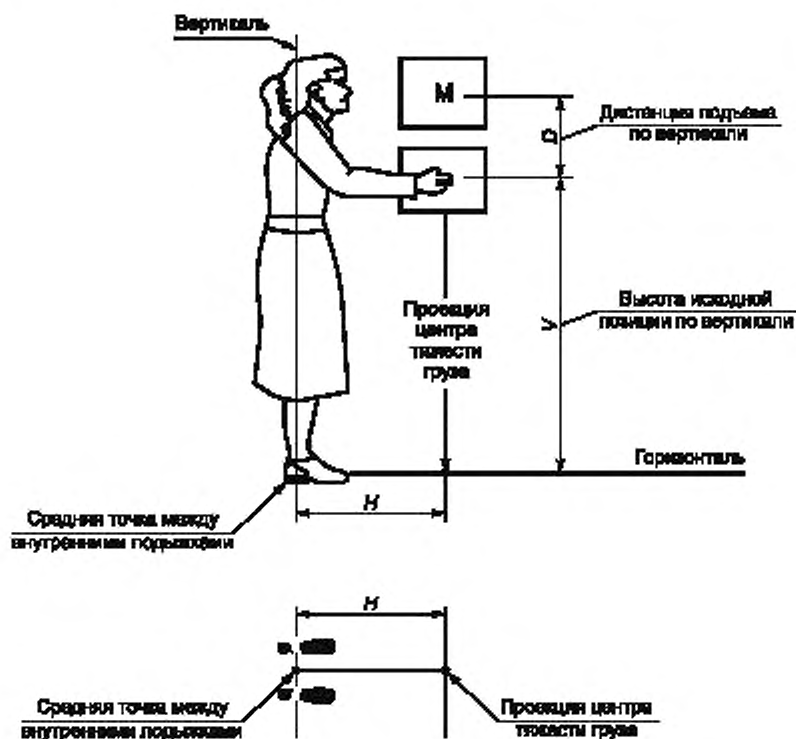 Вертикаль
M
Дистанция подъема
по вертикали
D
Высота исходной
позиции по вертикали
V
Проекция
центра
тяжести
груза
Горизонталь
H
Средняя точка между
внутренними лодыжками
H
Средняя точка между
внутренними лодыжками
Проекция центра
тяжести груза